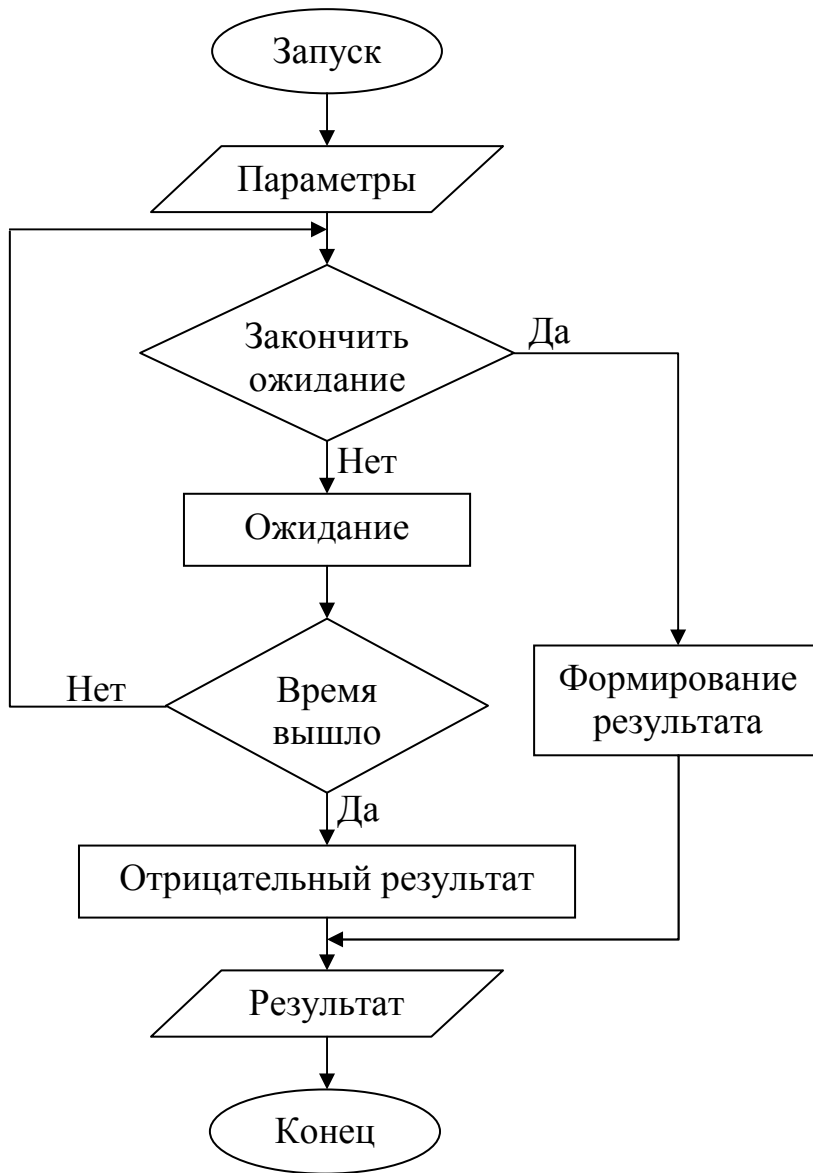 Запуск
Параметры
Закончить
ожидание
Да
Нет
Ожидание
Время
вышло
Нет
Формирование
результата
Да
Отрицательный результат
Результат
Конец